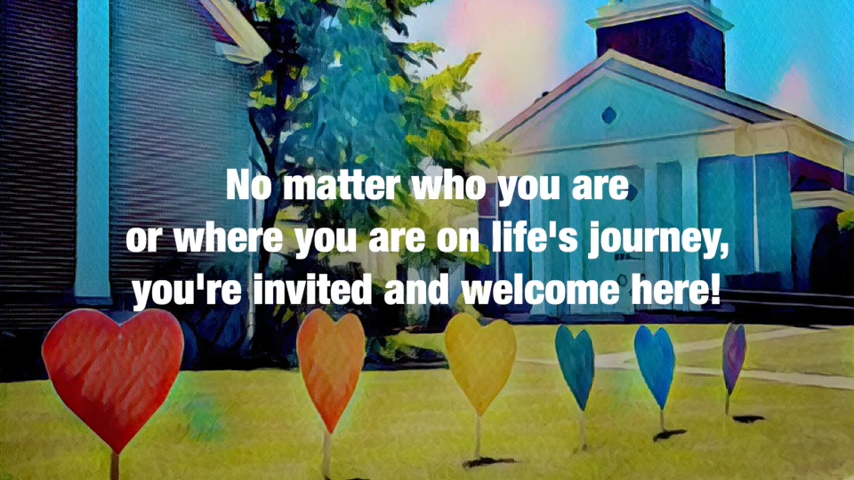 No matter who you are
or where you are on life's journey,
you're invited and welcome here!